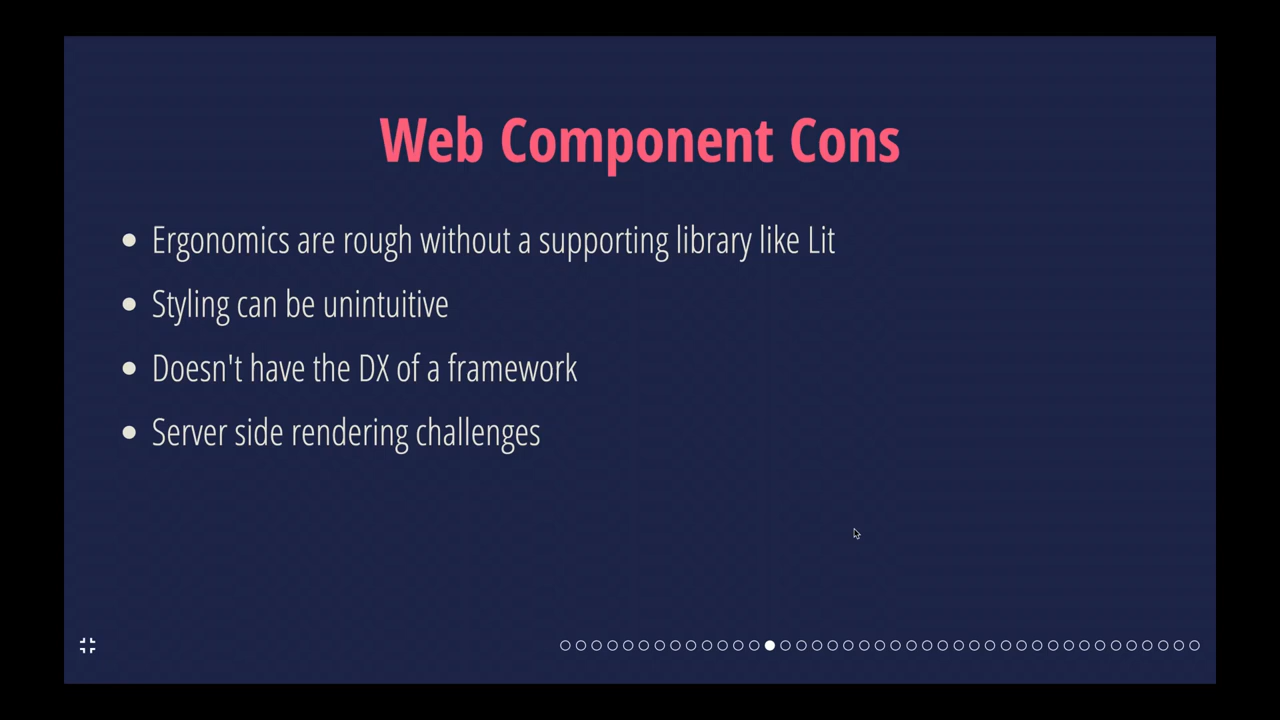 Web Component Cons
Ergonomics are rough without a supporting library like Lit
Styling can be unintuitive
Doesn't have the DX of a framework
Server side rendering challenges